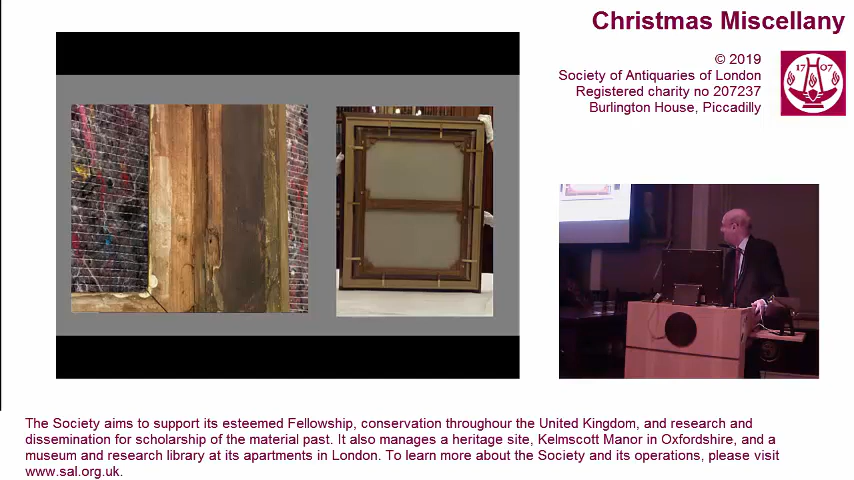 Christmas Miscellany
© 2019
Society of Antiquaries of London
Registered charity no 207237
Burlington House, Piccadilly
1707
The Society aims to support its esteemed Fellowship, conservation throughour the United Kingdom, and research and
dissemination for scholarship of the material past. It also manages a heritage site, Kelmscott Manor in Oxfordshire, and a
museum and research library at its apartments in London. To learn more about the Society and its operations, please visit
www.sal.org.uk.